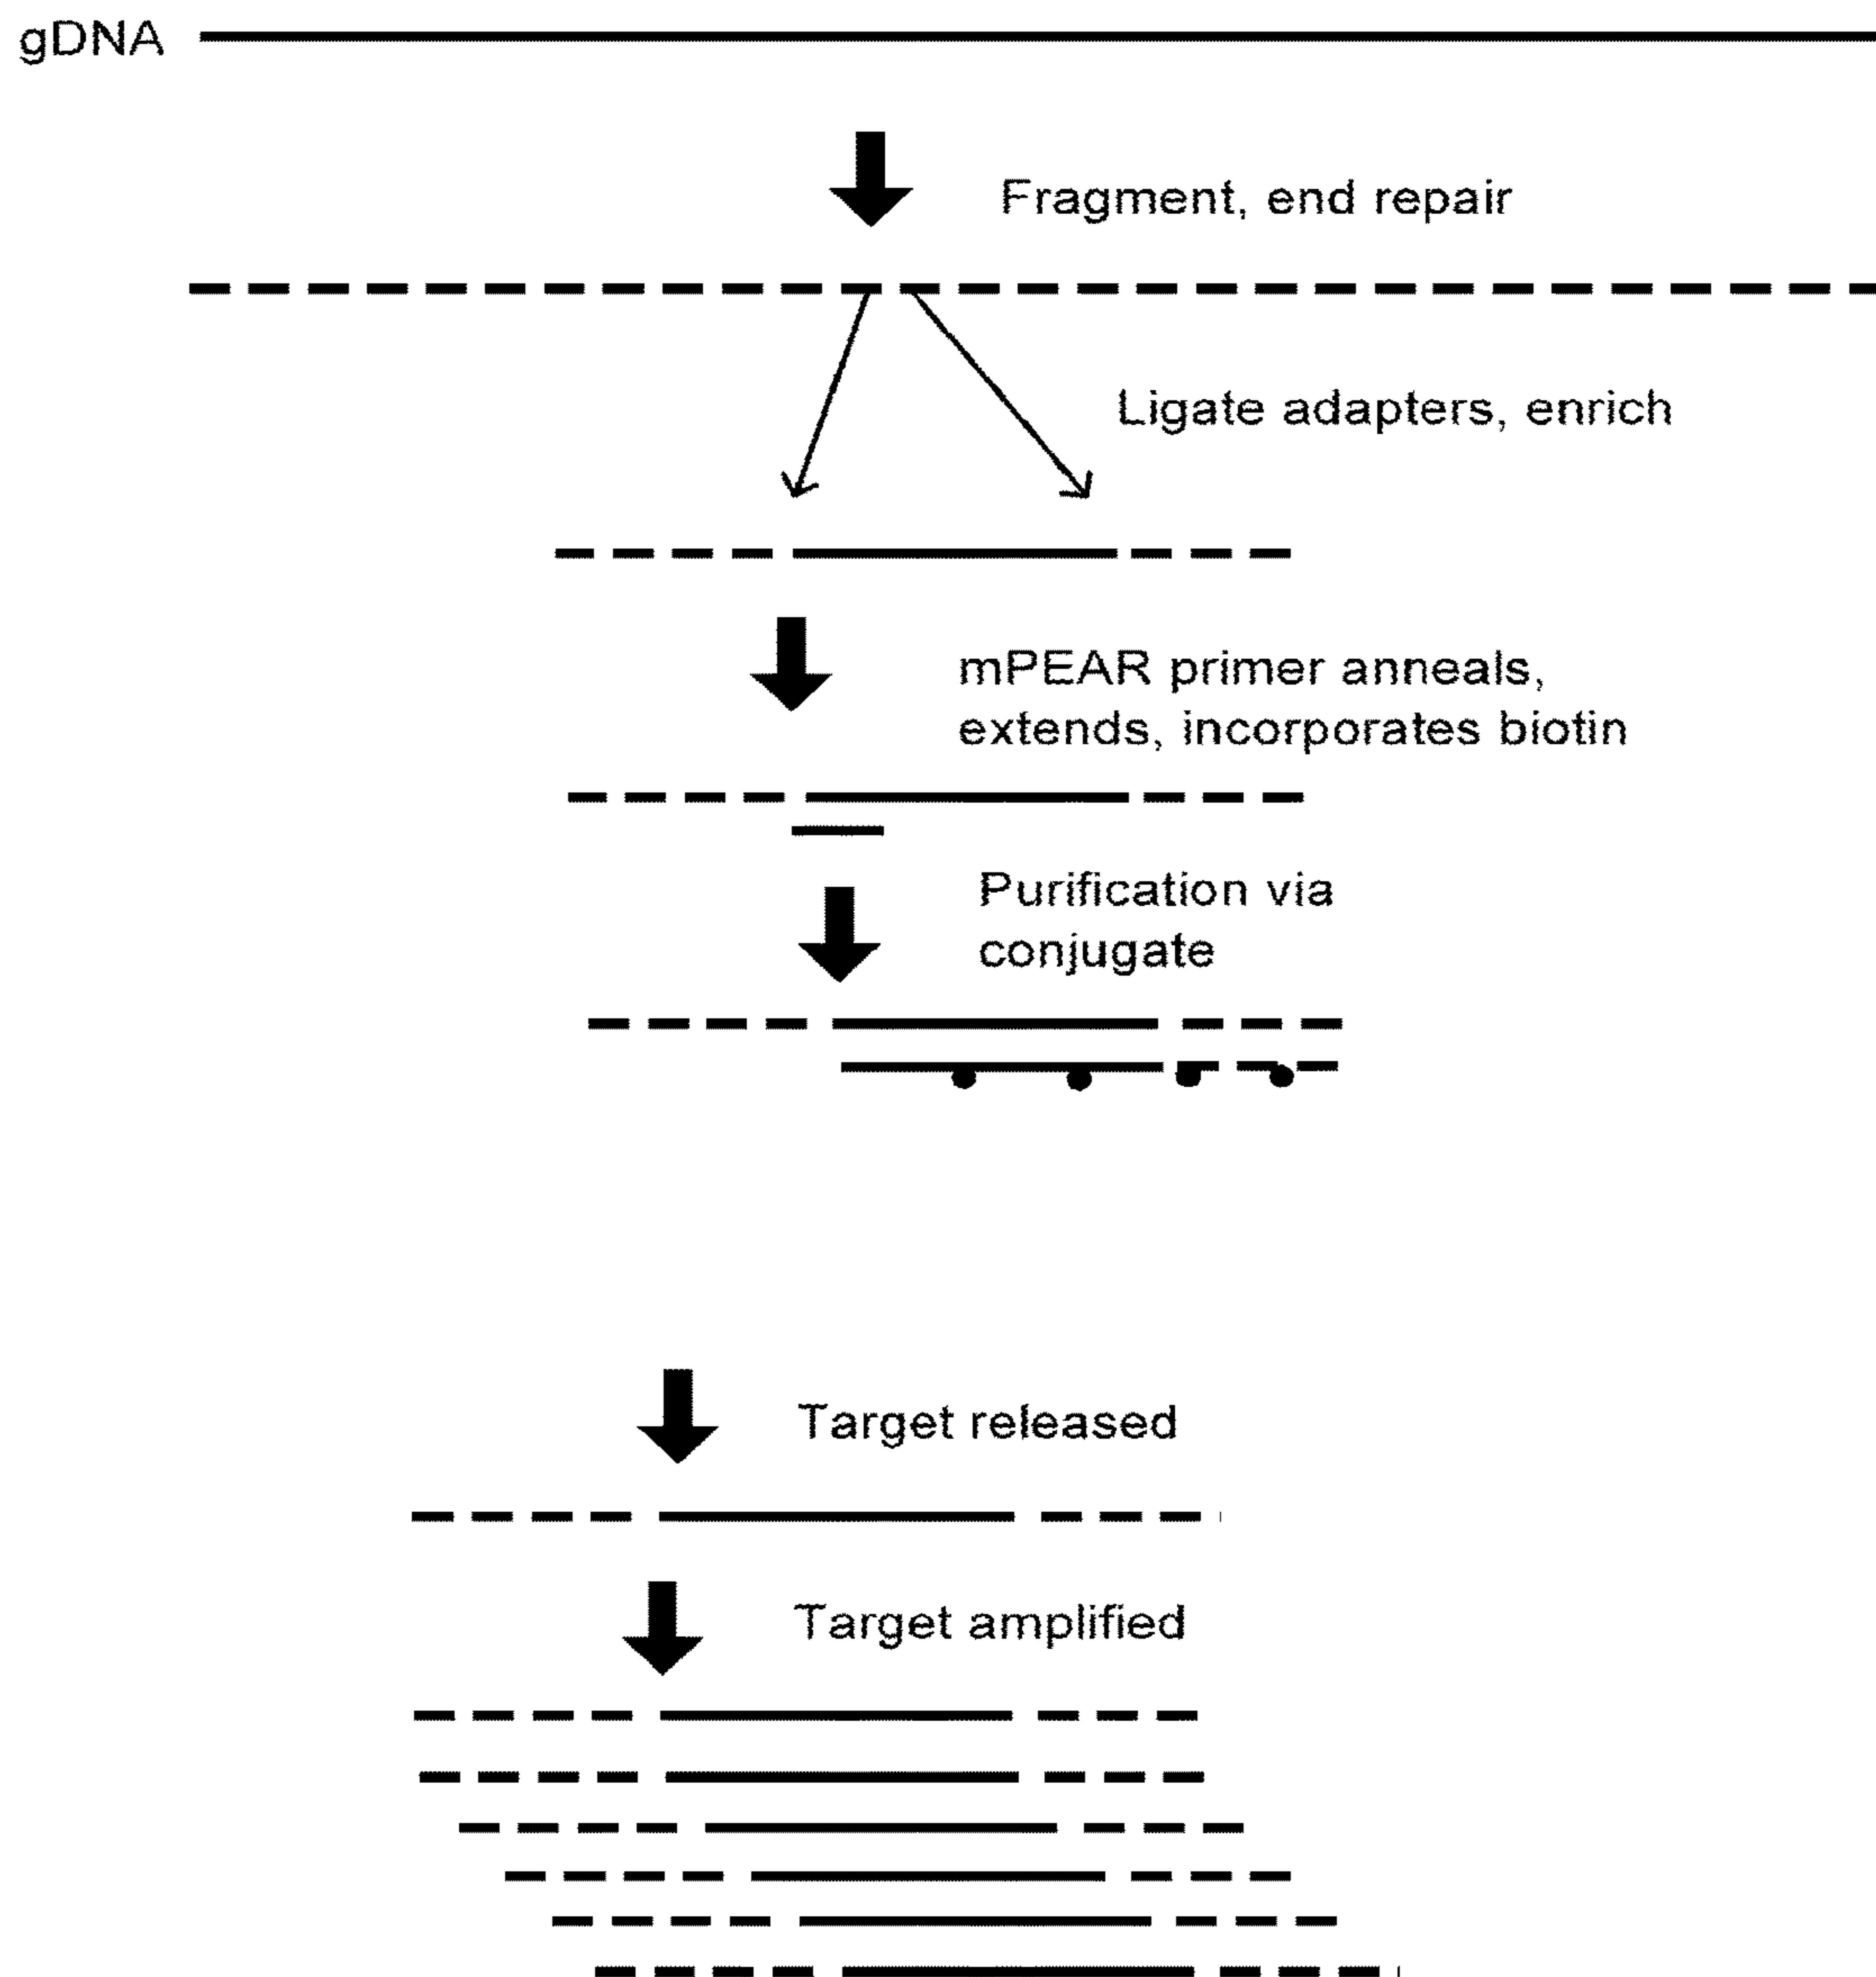 gDNA
Fragment, end repair
Ligate adapters, enrich
mPEAR primer anneals,
extends, incorporates biotin
Purification via
conjugate
Target released
Target amplified